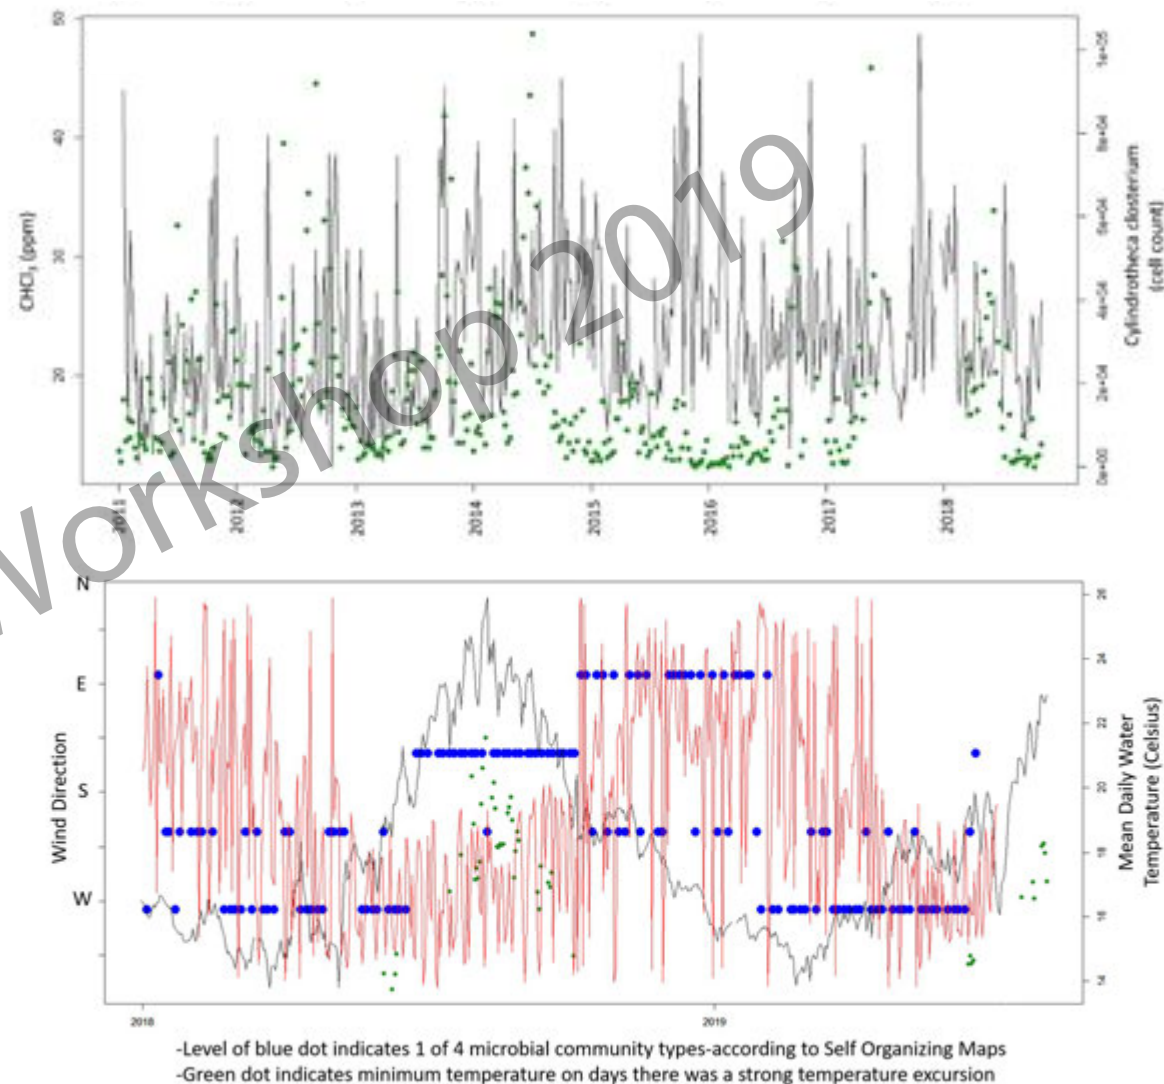 50
40
30
20
CHCl₃ (ppm)
1e+05
8e+04
6e+04
4e+04
2e+04
0e+00
Cylindrotheca closterium
(cell count)
2011
2012
2013
2014
2015
2016
2017
2018
Workshop 2019
N
E
S
W
Wind Direction
26
24
22
20
18
16
14
Mean Daily Water
Temperature (Celsius)
2018
2019
-Level of blue dot indicates 1 of 4 microbial community types-according to Self Organizing Maps
-Green dot indicates minimum temperature on days there was a strong temperature excursion